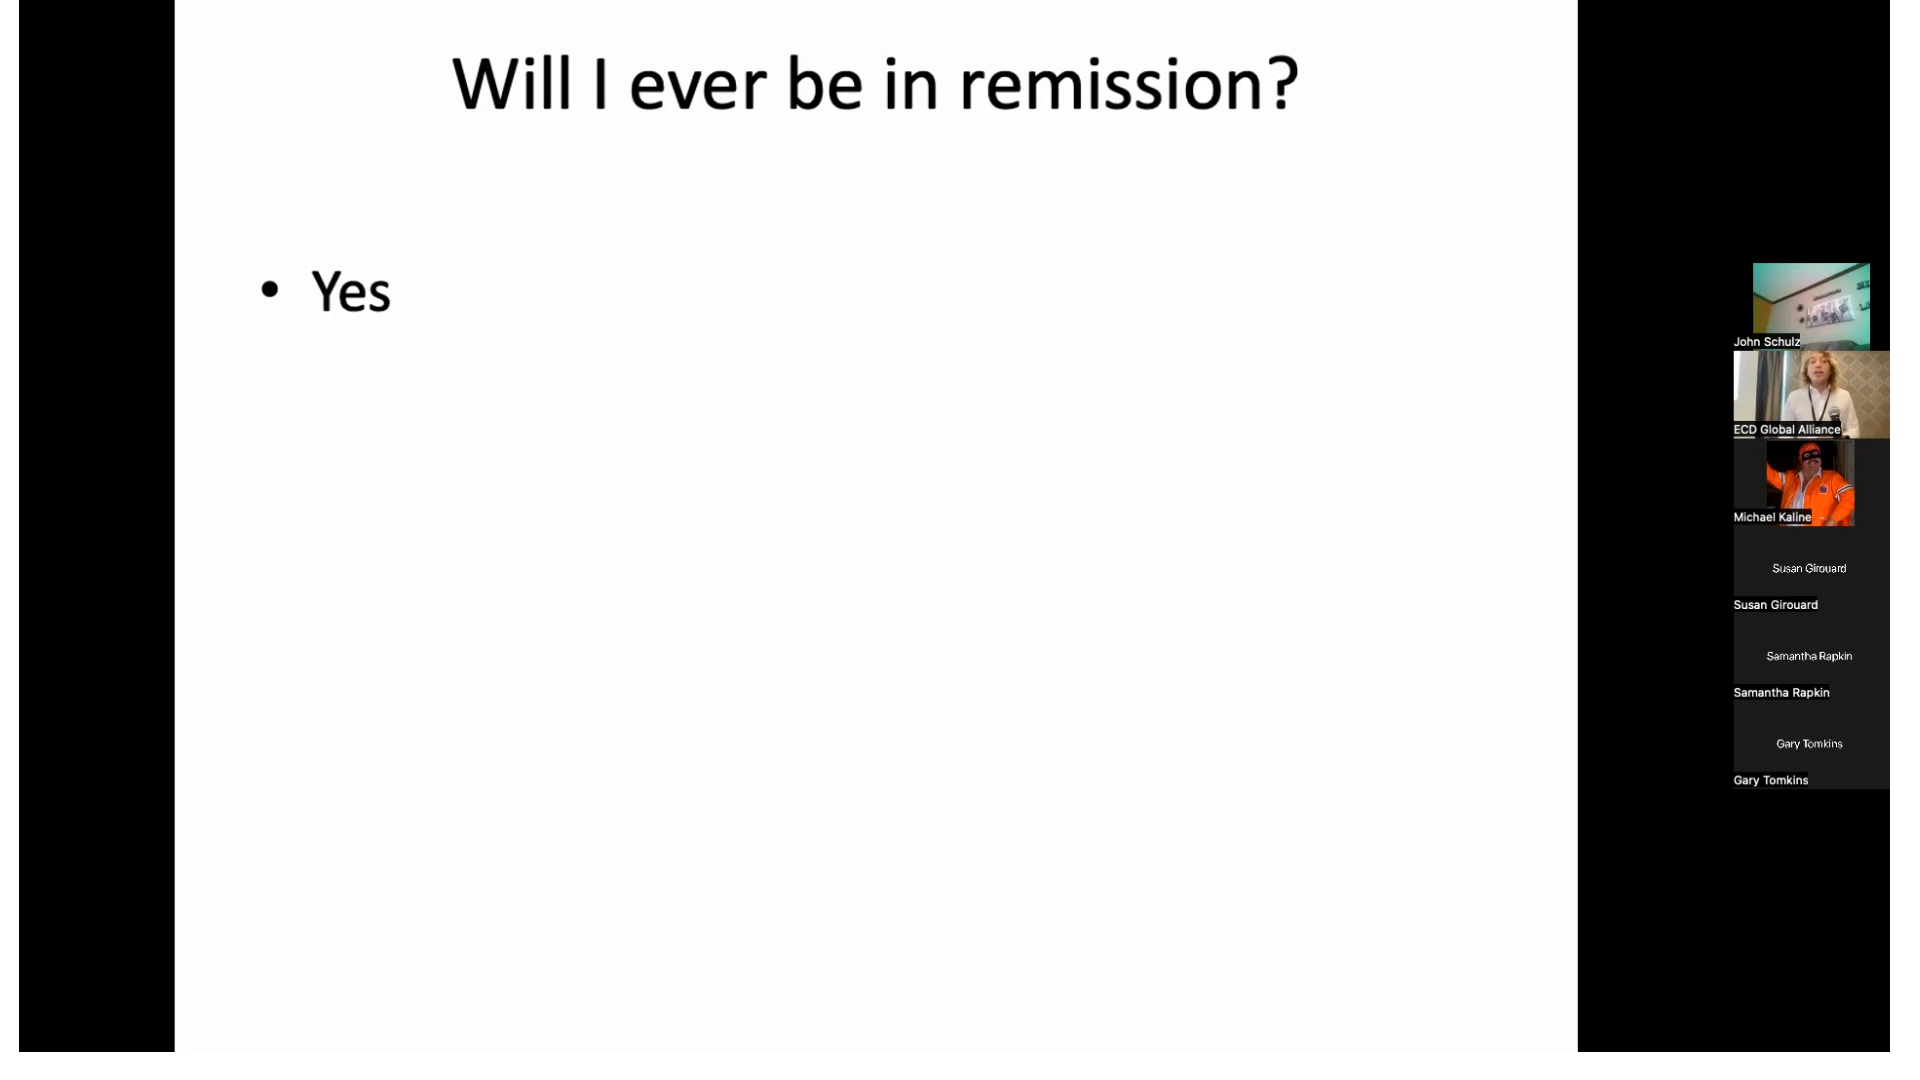 Will I ever be in remission?
• Yes
John Schulz
ECD Global Alliance
Michael Kaline
Susan Girouard
Susan Girouard
Samantha Rapkin
Samantha Rapkin
Gary Tomkins
Gary Tomkins